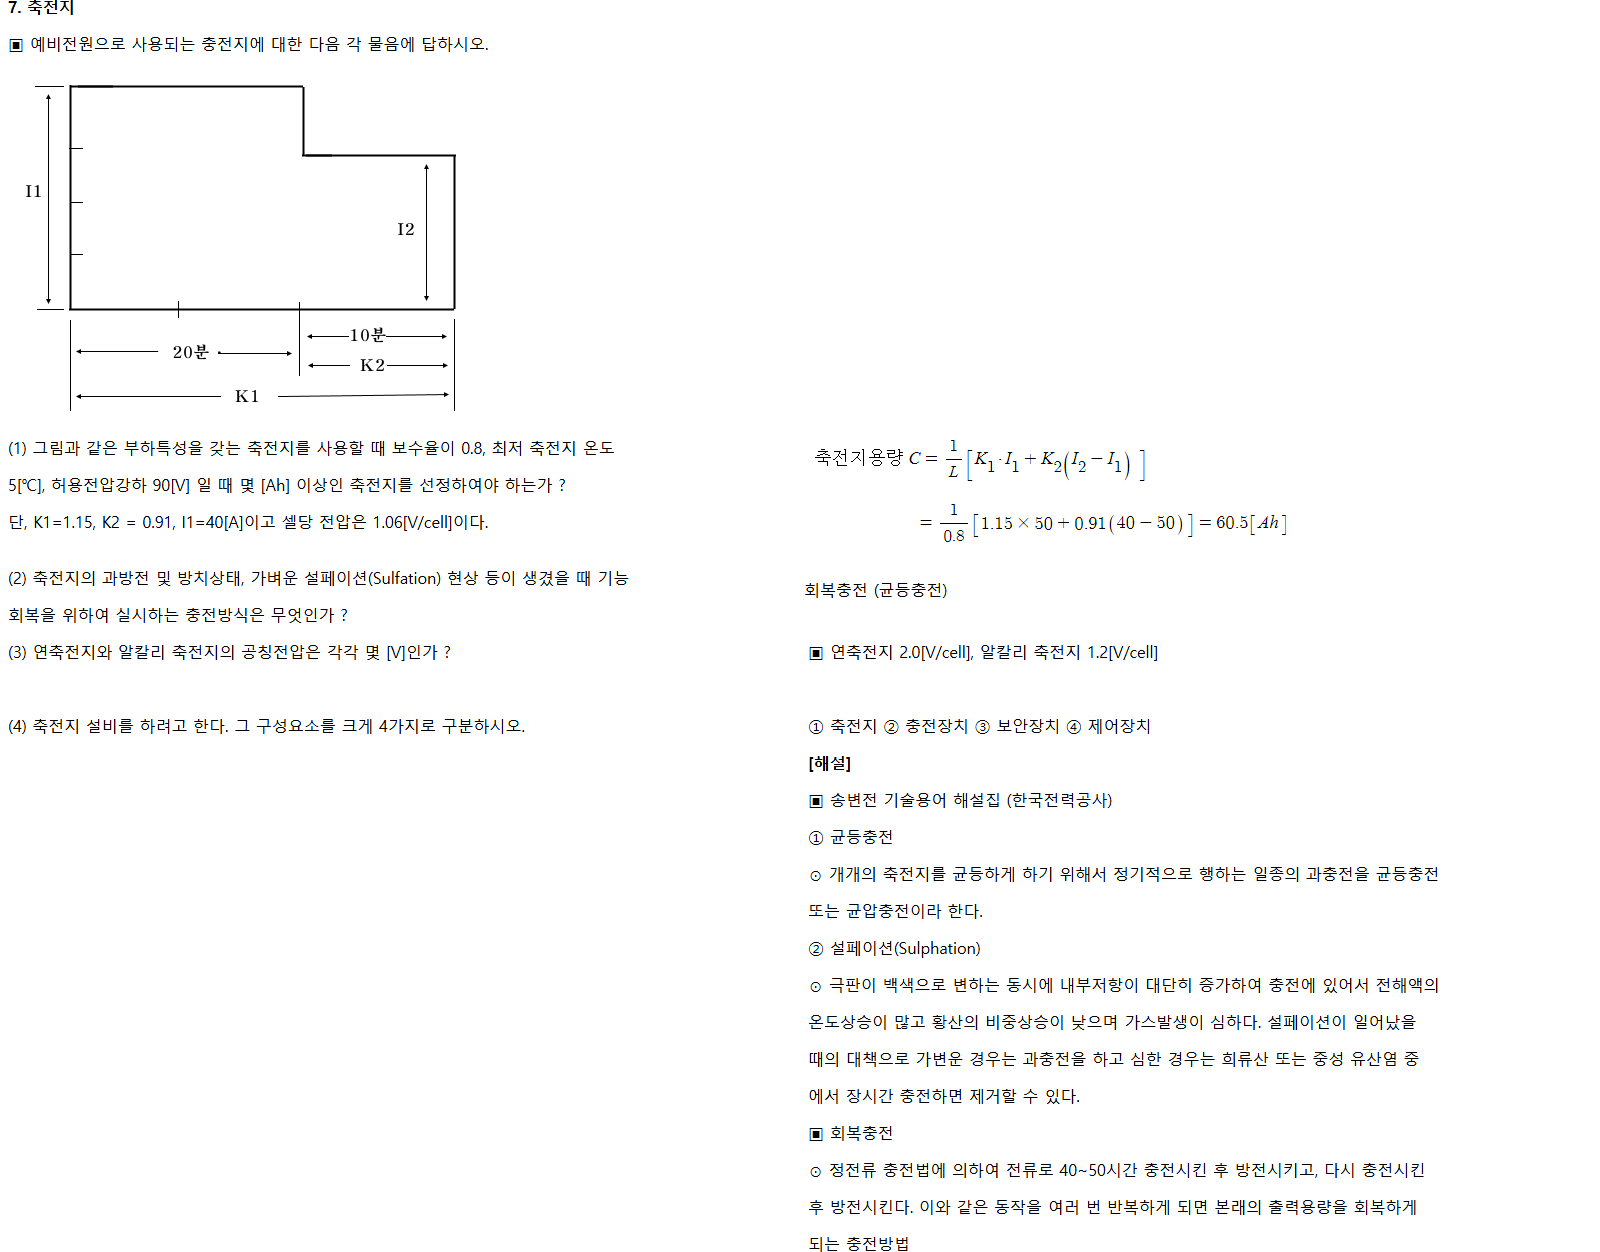 7. 축전지
▣ 예비전원으로 사용되는 충전지에 대한 다음 각 물음에 답하시오.
I1
I2
10분
20분
K2
K1
(1) 그림과 같은 부하특성을 갖는 축전지를 사용할 때 보수율이 0.8, 최저 축전지 온도
5[℃], 허용전압강하 90[V] 일 때 몇 [Ah] 이상인 축전지를 선정하여야 하는가 ?
단, K1=1.15, K2 = 0.91, I1=40[A]이고 셀당 전압은 1.06[V/cell]이다.
(2) 축전지의 과방전 및 방치상태, 가벼운 설페이션(Sulfation) 현상 등이 생겼을 때 기능
회복을 위하여 실시하는 충전방식은 무엇인가 ?
(3) 연축전지와 알칼리 축전지의 공칭전압은 각각 몇 [V]인가 ?
(4) 축전지 설비를 하려고 한다. 그 구성요소를 크게 4가지로 구분하시오.
축전지용량 C = 1/L [K₁·I₁ + K₂(I₂ − I₁) ]
= 1/0.8 [1.15 × 50 + 0.91(40 − 50)] = 60.5[Ah]
회복충전 (균등충전)
▣ 연축전지 2.0[V/cell], 알칼리 축전지 1.2[V/cell]
① 축전지 ② 충전장치 ③ 보안장치 ④ 제어장치
[해설]
▣ 송변전 기술용어 해설집 (한국전력공사)
① 균등충전
⊙ 개개의 축전지를 균등하게 하기 위해서 정기적으로 행하는 일종의 과충전을 균등충전
또는 균압충전이라 한다.
② 설페이션(Sulphation)
⊙ 극판이 백색으로 변하는 동시에 내부저항이 대단히 증가하여 충전에 있어서 전해액의
온도상승이 많고 황산의 비중상승이 낮으며 가스발생이 심하다. 설페이션이 일어났을
때의 대책으로 가변운 경우는 과충전을 하고 심한 경우는 희류산 또는 중성 유산염 중
에서 장시간 충전하면 제거할 수 있다.
▣ 회복충전
⊙ 정전류 충전법에 의하여 전류로 40~50시간 충전시킨 후 방전시키고, 다시 충전시킨
후 방전시킨다. 이와 같은 동작을 여러 번 반복하게 되면 본래의 출력용량을 회복하게
되는 충전방법